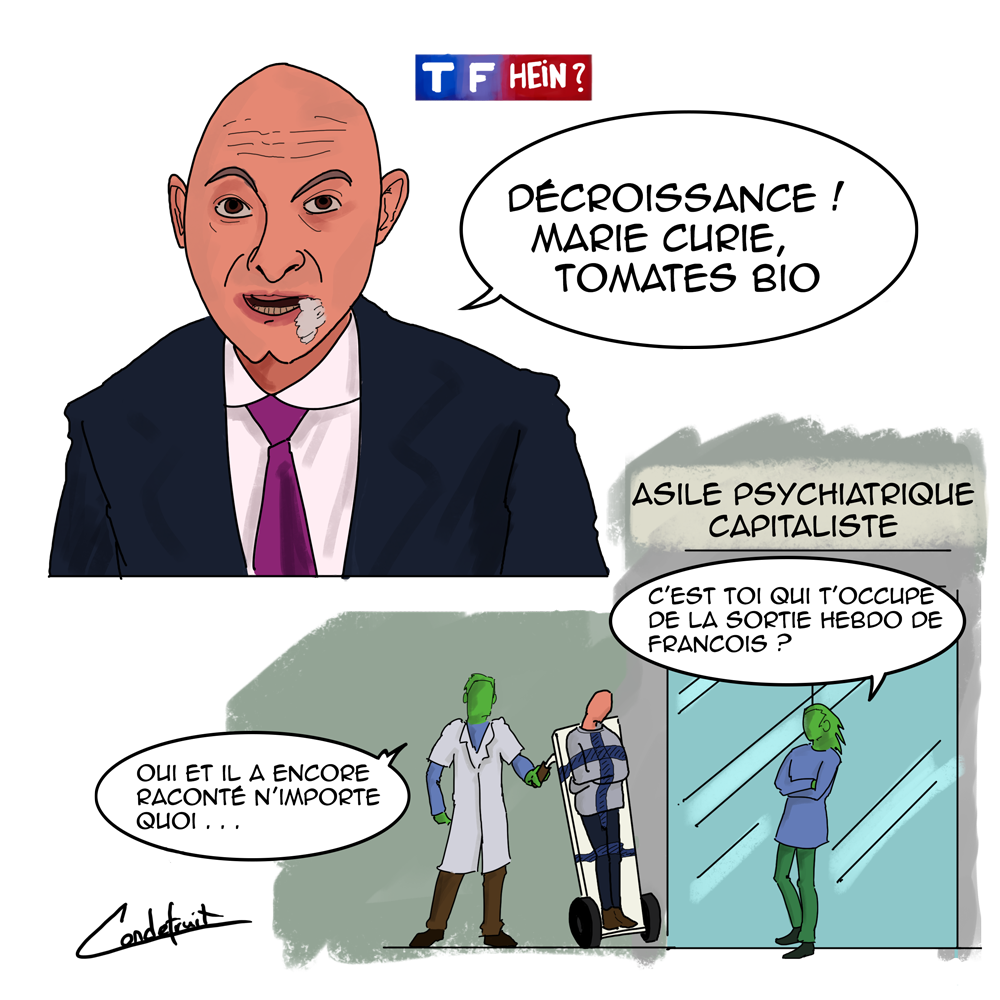 TF HEIN ?
DÉCROISSANCE !
MARIE CURIE,
TOMATES BIO
ASILE PSYCHIATRIQUE
CAPITALISTE
C'EST TOI QUI T'OCCUPE
DE LA SORTIE HEBDO DE
FRANCOIS ?
OUI ET IL A ENCORE
RACONTÉ N'IMPORTE
QUOI . . .
Condefruit